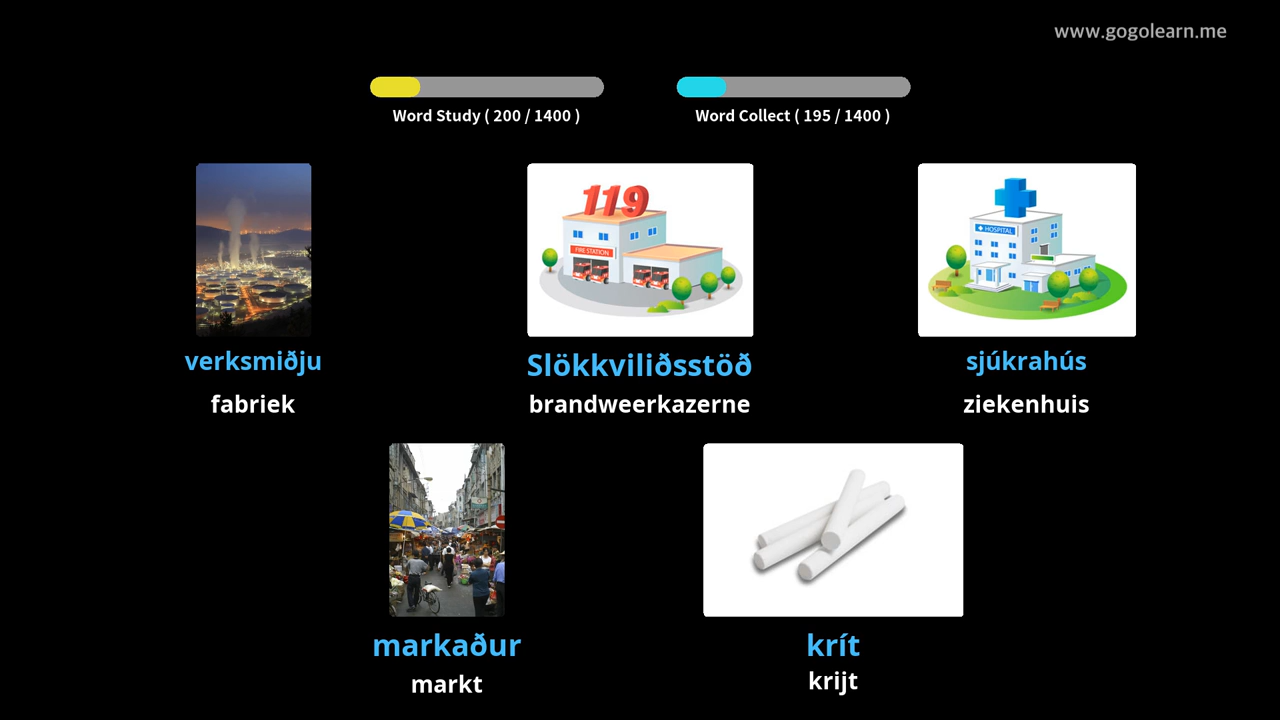 www.gogolearn.me
Word Study ( 200 / 1400 )
Word Collect ( 195 / 1400 )
119
FIRE STATION
HOSPITAL
verksmiðju
Slökkviliðsstöð
sjúkrahús
fabriek
brandweerkazerne
ziekenhuis
markaður
krít
markt
krijt